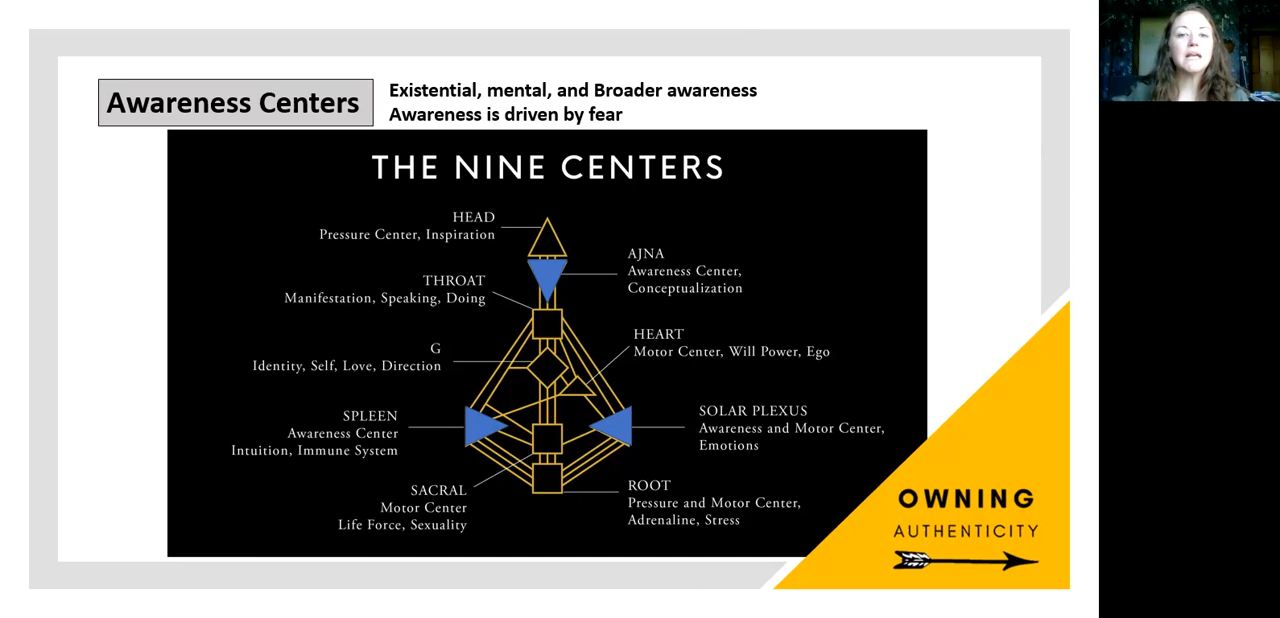 Awareness Centers
Existential, mental, and Broader awareness
Awareness is driven by fear
THE NINE CENTERS
HEAD
Pressure Center, Inspiration
AJNA
Awareness Center,
Conceptualization
THROAT
Manifestation, Speaking, Doing
HEART
Motor Center, Will Power, Ego
G
Identity, Self, Love, Direction
SPLEEN
Awareness Center
Intuition, Immune System
SOLAR PLEXUS
Awareness and Motor Center,
Emotions
SACRAL
Motor Center
Life Force, Sexuality
ROOT
Pressure and Motor Center,
Adrenaline, Stress
OWNING
AUTHENTICITY